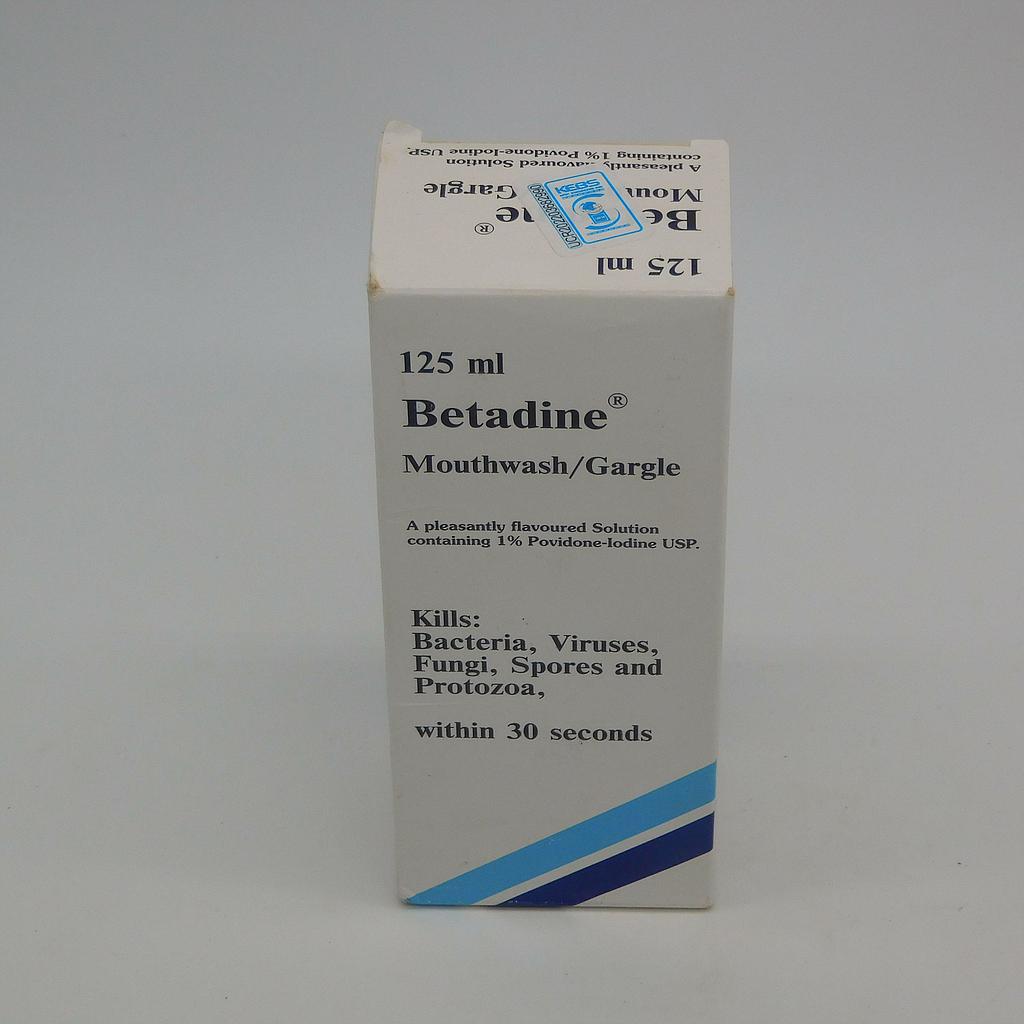 A pleasantly flavoured Solution
containing 1% Povidone-Iodine USP.
Gargle
125 ml
KEBS
125 ml
Betadine®
Mouthwash/Gargle
A pleasantly flavoured Solution
containing 1% Povidone-Iodine USP.
Kills:
Bacteria, Viruses,
Fungi, Spores and
Protozoa,
within 30 seconds